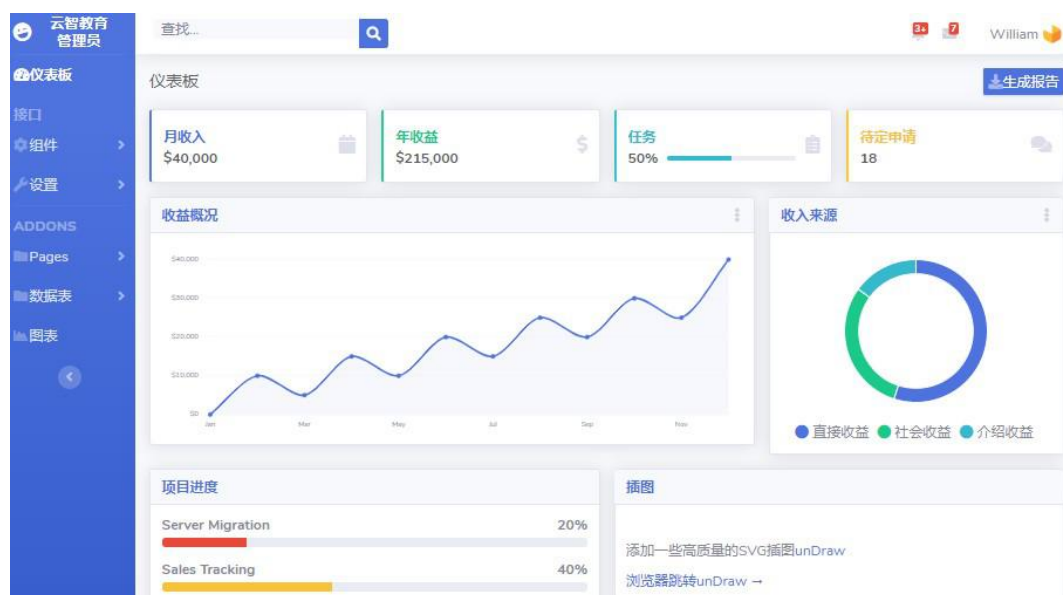 云智教育
管理员
查找...
3+
7
William
仪表板
接口
组件
设置
ADDONS
Pages
数据表
图表
仪表板
生成报告
月收入
$40,000
年收益
$215,000
任务
50%
待定申请
18
收益概况
$40,000
$30,000
$20,000
$10,000
$0
Jan
Mar
May
Jul
Sep
Nov
收入来源
直接收益
社会收益
介绍收益
项目进度
Server Migration
20%
Sales Tracking
40%
插图
添加一些高质量的SVG插图unDraw
浏览器跳转unDraw →